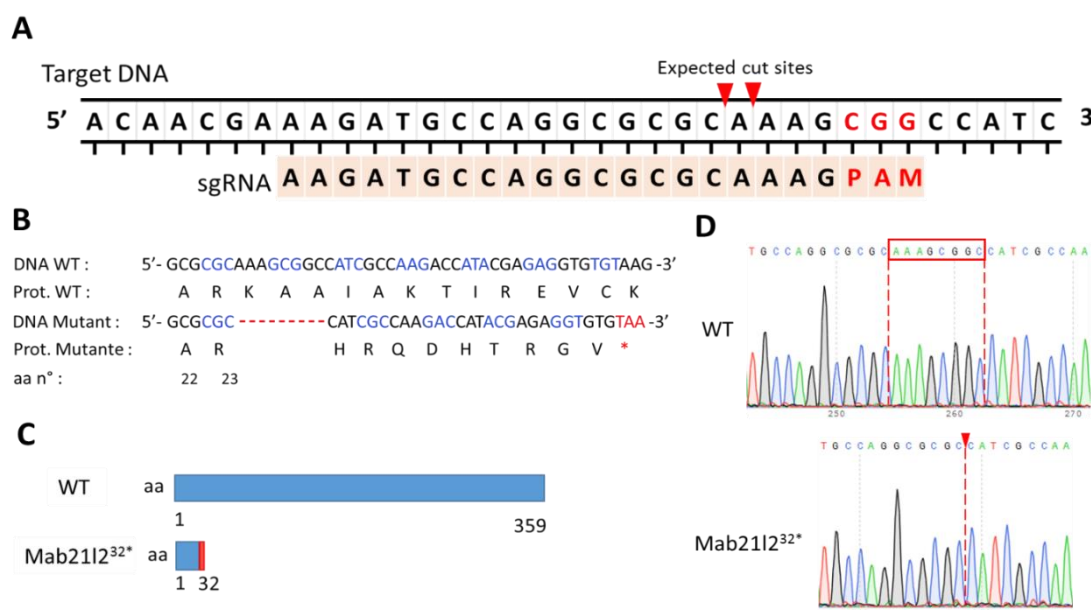 A
Target DNA
Expected cut sites
5’ A C A A C G A A A G A T G C C A G G C G C G C A A A G C G G C C A T C 3
sgRNA A A G A T G C C A G G C G C G C A A A G P A M
B
DNA WT : 5’- GCGCGCAAAGCGGCCATCGCCAAGACCATACGAGAGGTGTGTAAG -3’
Prot. WT : A R K A A I A K T I R E V C K
DNA Mutant : 5’- GCGCGC ---------- CATCGCCAAGACCATACGAGAGGTGTGTAA -3’
Prot. Mutante : A R H R Q D H T R G V *
aa n° : 22 23
C
WT aa
1 359
Mab21l2³²* aa
1 32
D
T G C C A G G C G C G C A A A G C G G C C A T C G C C A A
WT
250 260 270
T G C C A G G C G C G C C A T C G C C A A
Mab21l2³²*